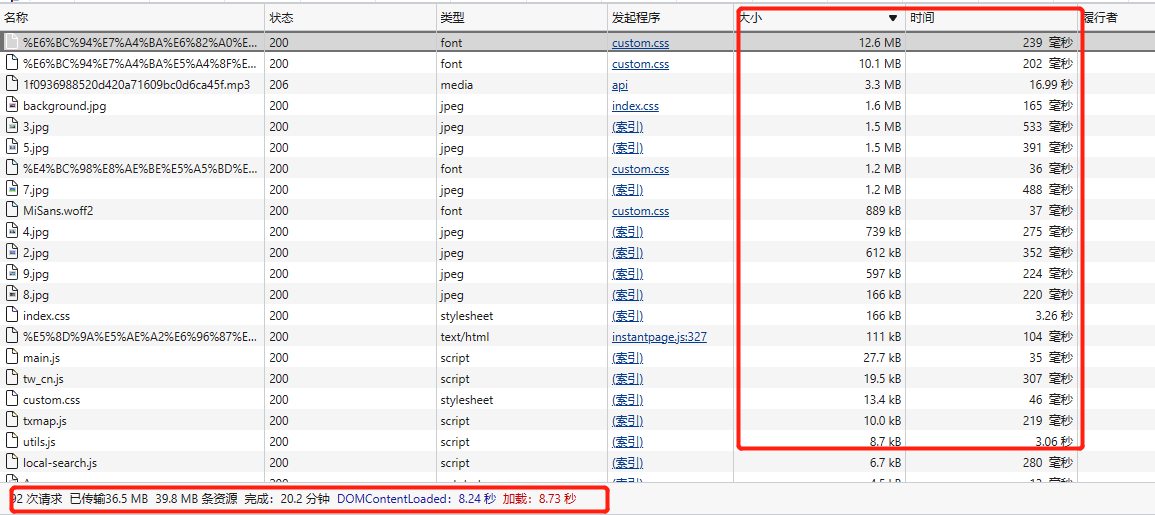 名称 状态 类型 发起程序 大小 时间 履行者
%E6%BC%94%E7%A4%BA%E6%82%A0%E... 200 font custom.css 12.6 MB 239 毫秒
%E6%BC%94%E7%A4%BA%E5%A4%8F%E... 200 font custom.css 10.1 MB 202 毫秒
1f0936988520d420a71609bc0d6ca45f.mp3 206 media api 3.3 MB 16.99 秒
background.jpg 200 jpeg index.css 1.6 MB 165 毫秒
3.jpg 200 jpeg (索引) 1.5 MB 533 毫秒
5.jpg 200 jpeg (索引) 1.5 MB 391 毫秒
%E4%BC%98%E8%AE%BE%E5%A5%BD%E... 200 font custom.css 1.2 MB 36 毫秒
7.jpg 200 jpeg (索引) 1.2 MB 488 毫秒
MiSans.woff2 200 font custom.css 889 kB 37 毫秒
4.jpg 200 jpeg (索引) 739 kB 275 毫秒
2.jpg 200 jpeg (索引) 612 kB 352 毫秒
9.jpg 200 jpeg (索引) 597 kB 224 毫秒
8.jpg 200 jpeg (索引) 166 kB 220 毫秒
index.css 200 stylesheet (索引) 166 kB 3.26 秒
%E5%8D%9A%E5%AE%A2%E6%96%87%E... 200 text/html instantpage.js:327 111 kB 104 毫秒
main.js 200 script (索引) 27.7 kB 35 毫秒
tw_cn.js 200 script (索引) 19.5 kB 307 毫秒
custom.css 200 stylesheet (索引) 13.4 kB 46 毫秒
txmap.js 200 script (索引) 10.0 kB 219 毫秒
utils.js 200 script (索引) 8.7 kB 3.06 秒
local-search.js 200 script (索引) 6.7 kB 280 毫秒
92 次请求 已传输36.5 MB 39.8 MB 条资源 完成：20.2 分钟 DOMContentLoaded：8.24 秒 加载：8.73 秒